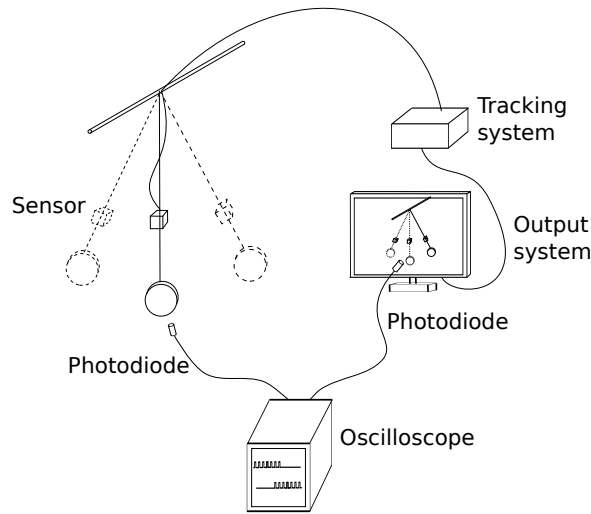 Tracking
system
Sensor
Output
system
Photodiode
Photodiode
Oscilloscope